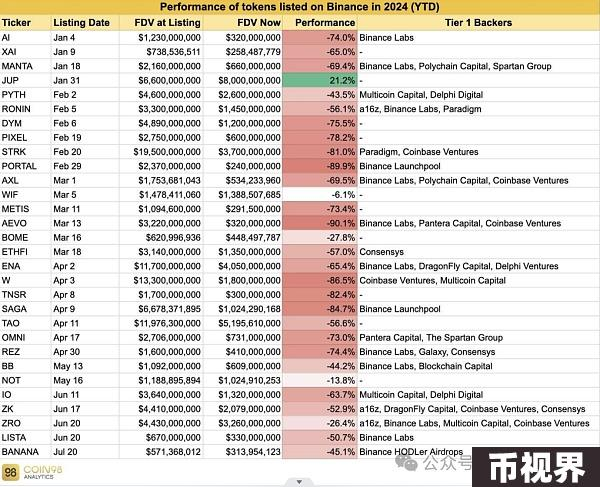 Performance of tokens listed on Binance in 2024 (YTD)
Ticker Listing Date FDV at Listing FDV Now Performance Tier 1 Backers
AI Jan 4 $1,230,000,000 $320,000,000 -74.0% Binance Labs
XAI Jan 9 $738,536,511 $258,487,779 -65.0% -
MANTA Jan 18 $2,160,000,000 $660,000,000 -69.4% Binance Labs, Polychain Capital, Spartan Group
JUP Jan 31 $6,600,000,000 $8,000,000,000 21.2% -
PYTH Feb 2 $4,600,000,000 $2,600,000,000 -43.5% Multicoin Capital, Delphi Digital
RONIN Feb 5 $3,300,000,000 $1,450,000,000 -56.1% a16z, Binance Labs, Paradigm
DYM Feb 6 $4,890,000,000 $1,200,000,000 -75.5% -
PIXEL Feb 19 $2,750,000,000 $600,000,000 -78.2% -
STRK Feb 20 $19,500,000,000 $3,700,000,000 -81.0% Paradigm, Coinbase Ventures
PORTAL Feb 29 $2,370,000,000 $240,000,000 -89.9% Binance Launchpool
AXL Mar 1 $1,753,681,043 $534,233,960 -69.5% Binance Labs, Polychain Capital, Coinbase Ventures
WIF Mar 5 $1,478,411,060 $1,388,507,685 -6.1% -
METIS Mar 11 $1,094,600,000 $291,500,000 -73.4% -
AEVO Mar 13 $3,220,000,000 $320,000,000 -90.1% Binance Labs, Pantera Capital, Coinbase Ventures
BOME Mar 16 $620,996,936 $448,497,787 -27.8% -
ETHFI Mar 18 $3,140,000,000 $1,350,000,000 -57.0% Consensys
ENA Apr 2 $11,700,000,000 $4,050,000,000 -65.4% Binance Labs, DragonFly Capital, Delphi Ventures
W Apr 3 $13,300,000,000 $1,800,000,000 -86.5% Coinbase Ventures, Multicoin Capital
TNSR Apr 8 $1,700,000,000 $300,000,000 -82.4% -
SAGA Apr 9 $6,678,371,895 $1,024,290,168 -84.7% Binance Launchpool
TAO Apr 11 $11,976,300,000 $5,195,610,000 -56.6% -
OMNI Apr 17 $2,706,000,000 $731,000,000 -73.0% Pantera Capital, The Spartan Group
REZ Apr 30 $1,600,000,000 $410,000,000 -74.4% Binance Labs, Galaxy, Consensys
BB May 13 $1,092,000,000 $609,000,000 -44.2% Binance Labs, Blockchain Capital
NOT May 16 $1,188,895,894 $1,024,910,253 -13.8% -
IO Jun 11 $3,640,000,000 $1,320,000,000 -63.7% Multicoin Capital, Delphi Digital
ZK Jun 17 $4,410,000,000 $2,079,000,000 -52.9% a16z, DragonFly Capital, Coinbase Ventures, Consensys
ZRO Jun 20 $4,430,000,000 $3,260,000,000 -26.4% a16z, Binance Labs, Multicoin Capital, Coinbase Ventures
LISTA Jun 20 $670,000,000 $330,000,000 -50.7% Binance Labs
BANANA Jul 20 $571,368,012 $313,954,123 -45.1% Binance HODLer Airdrops
98 COIN98 ANALYTICS
公众号
币视界